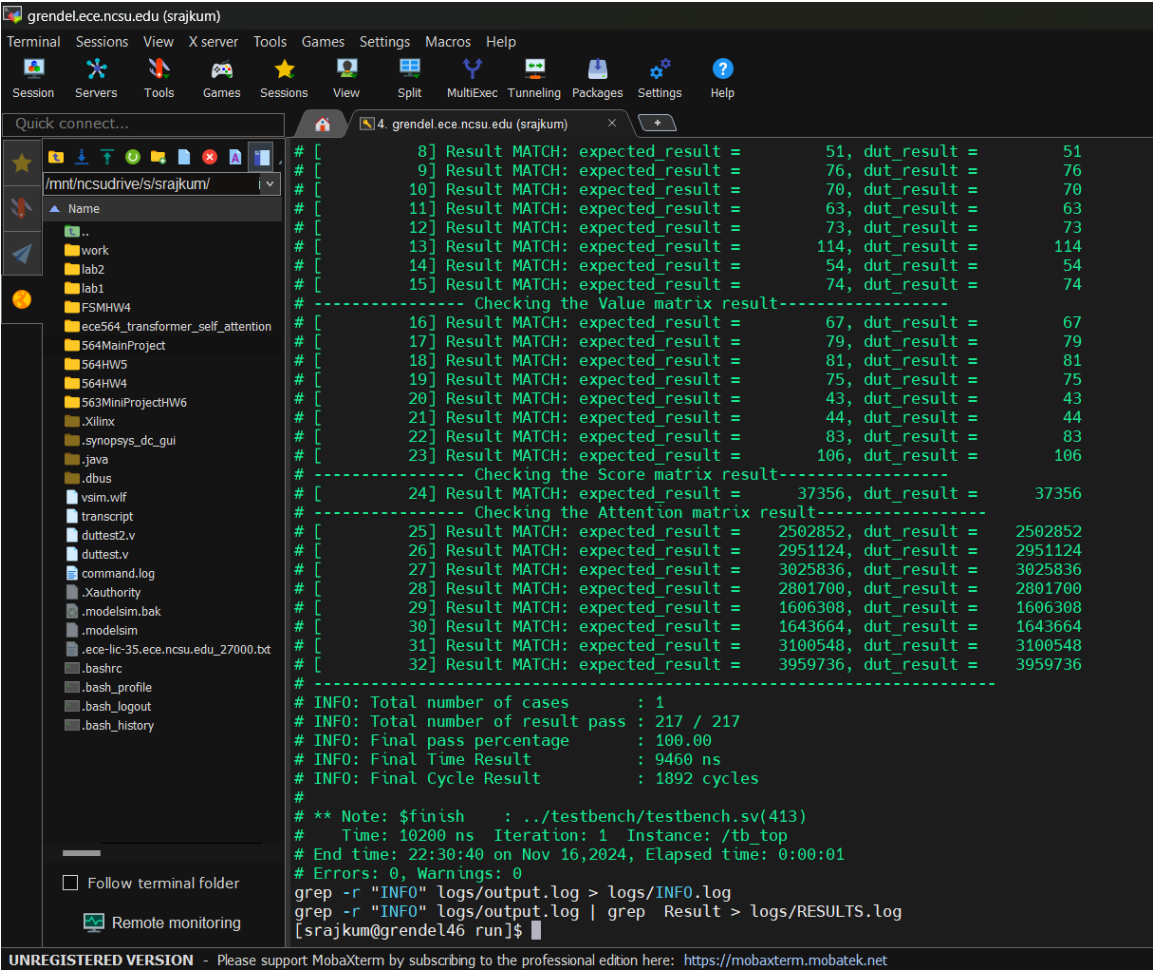 grendel.ece.ncsu.edu (srajkum)
Terminal Sessions View X server Tools Games Settings Macros Help
Session Servers Tools Games Sessions View Split MultiExec Tunneling Packages Settings Help
Quick connect...
4. grendel.ece.ncsu.edu (srajkum)
/mnt/ncsudrive/s/srajkum/
Name
..
work
lab2
lab1
FSMHW4
ece564_transformer_self_attention
564MainProject
564HW5
564HW4
563MiniProjectHW6
.Xilinx
.synopsys_dc_gui
.java
.dbus
vsim.wlf
transcript
duttest2.v
duttest.v
command.log
.Xauthority
.modelsim.bak
.modelsim
.ece-lic-35.ece.ncsu.edu_27000.txt
.bashrc
.bash_profile
.bash_logout
.bash_history
Follow terminal folder
Remote monitoring
# [ 8] Result MATCH: expected_result = 51, dut_result = 51
# [ 9] Result MATCH: expected_result = 76, dut_result = 76
# [ 10] Result MATCH: expected_result = 70, dut_result = 70
# [ 11] Result MATCH: expected_result = 63, dut_result = 63
# [ 12] Result MATCH: expected_result = 73, dut_result = 73
# [ 13] Result MATCH: expected_result = 114, dut_result = 114
# [ 14] Result MATCH: expected_result = 54, dut_result = 54
# [ 15] Result MATCH: expected_result = 74, dut_result = 74
# ---------------- Checking the Value matrix result------------------
# [ 16] Result MATCH: expected_result = 67, dut_result = 67
# [ 17] Result MATCH: expected_result = 79, dut_result = 79
# [ 18] Result MATCH: expected_result = 81, dut_result = 81
# [ 19] Result MATCH: expected_result = 75, dut_result = 75
# [ 20] Result MATCH: expected_result = 43, dut_result = 43
# [ 21] Result MATCH: expected_result = 44, dut_result = 44
# [ 22] Result MATCH: expected_result = 83, dut_result = 83
# [ 23] Result MATCH: expected_result = 106, dut_result = 106
# ---------------- Checking the Score matrix result------------------
# [ 24] Result MATCH: expected_result = 37356, dut_result = 37356
# ---------------- Checking the Attention matrix result------------------
# [ 25] Result MATCH: expected_result = 2502852, dut_result = 2502852
# [ 26] Result MATCH: expected_result = 2951124, dut_result = 2951124
# [ 27] Result MATCH: expected_result = 3025836, dut_result = 3025836
# [ 28] Result MATCH: expected_result = 2801700, dut_result = 2801700
# [ 29] Result MATCH: expected_result = 1606308, dut_result = 1606308
# [ 30] Result MATCH: expected_result = 1643664, dut_result = 1643664
# [ 31] Result MATCH: expected_result = 3100548, dut_result = 3100548
# [ 32] Result MATCH: expected_result = 3959736, dut_result = 3959736
# -------------------------------------------------------------------------
# INFO: Total number of cases : 1
# INFO: Total number of result pass : 217 / 217
# INFO: Final pass percentage : 100.00
# INFO: Final Time Result : 9460 ns
# INFO: Final Cycle Result : 1892 cycles
#
# ** Note: $finish : ../testbench/testbench.sv(413)
# Time: 10200 ns Iteration: 1 Instance: /tb_top
# End time: 22:30:40 on Nov 16,2024, Elapsed time: 0:00:01
# Errors: 0, Warnings: 0
grep -r "INFO" logs/output.log > logs/INFO.log
grep -r "INFO" logs/output.log | grep Result > logs/RESULTS.log
[srajkum@grendel46 run]$
UNREGISTERED VERSION - Please support MobaXterm by subscribing to the professional edition here: https://mobaxterm.mobatek.net